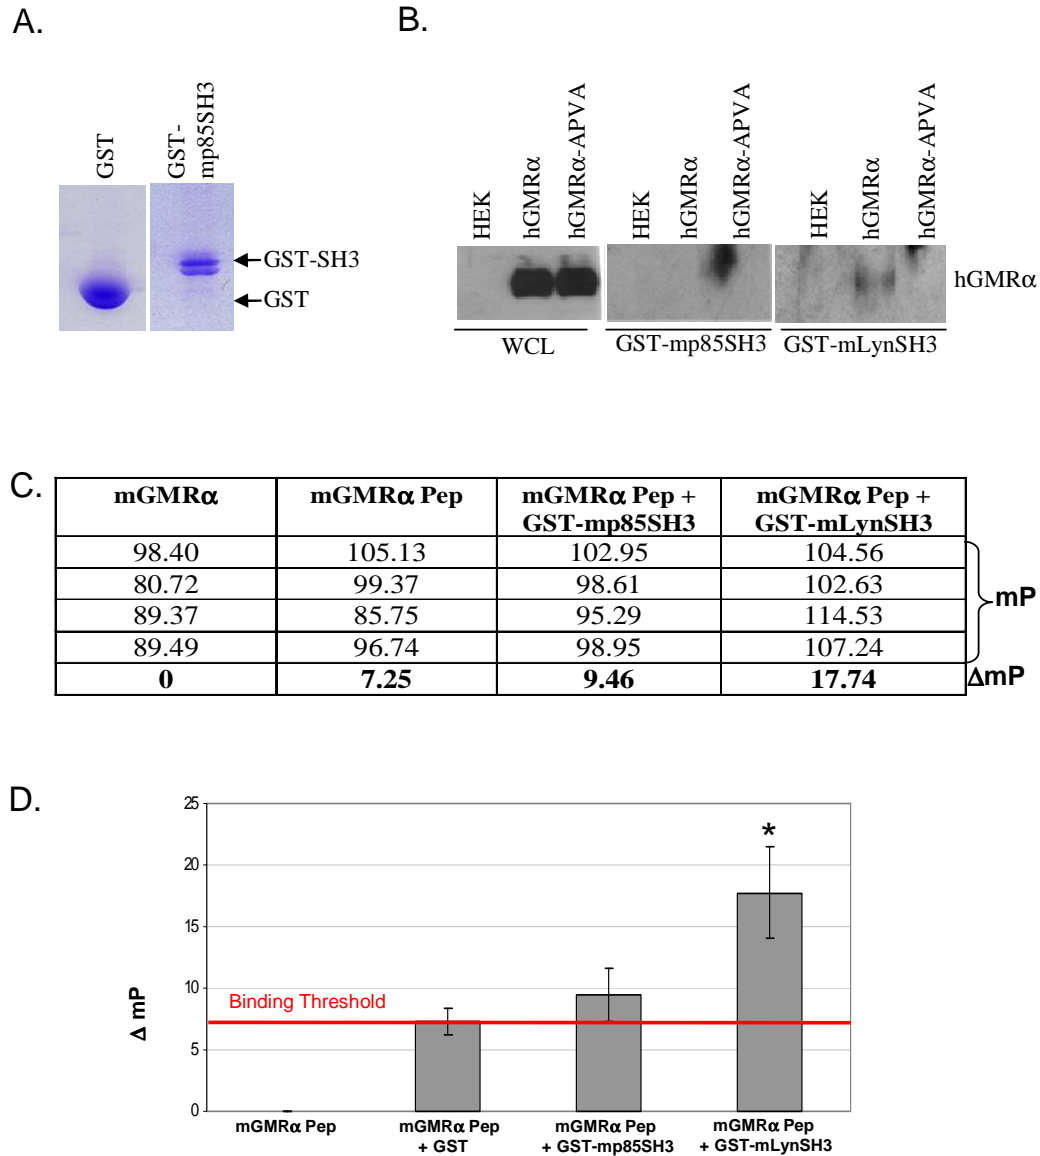 A.
GST
GST-
mp85SH3
GST-SH3
GST
B.
HEK
hGMRα
hGMRα-APVA
HEK
hGMRα
hGMRα-APVA
HEK
hGMRα
hGMRα-APVA
hGMRα
WCL
GST-mp85SH3
GST-mLynSH3
C.
mGMRα mGMRα Pep mGMRα Pep + mGMRα Pep +
GST-mp85SH3 GST-mLynSH3
98.40 105.13 102.95 104.56
80.72 99.37 98.61 102.63
89.37 85.75 95.29 114.53
89.49 96.74 98.95 107.24
0 7.25 9.46 17.74
mP
ΔmP
D.
25
20
15
10
5
0
Δ mP
Binding Threshold
*
mGMRα Pep
mGMRα Pep
+ GST
mGMRα Pep
+ GST-mp85SH3
mGMRα Pep
+ GST-mLynSH3